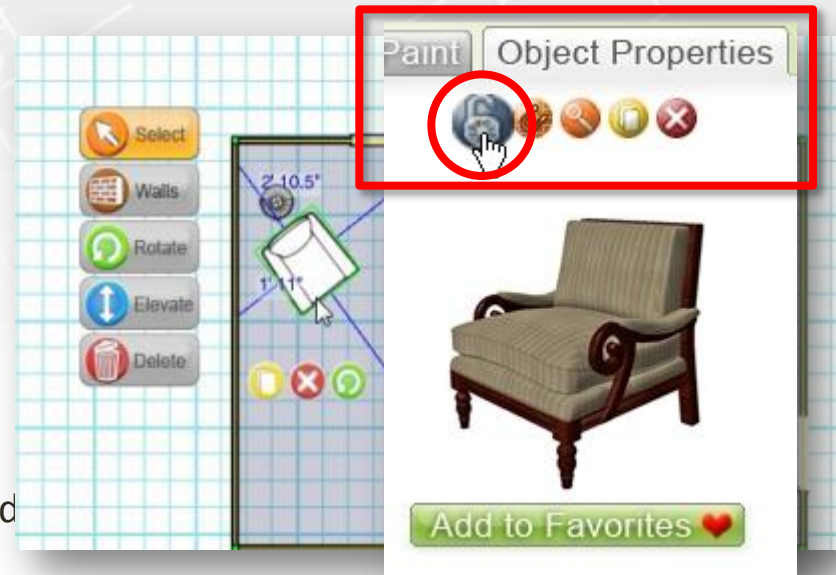 Paint
Object Properties
Select
Walls
Rotate
Elevate
Delete
2' 10.5"
1' 11"
d
Add to Favorites